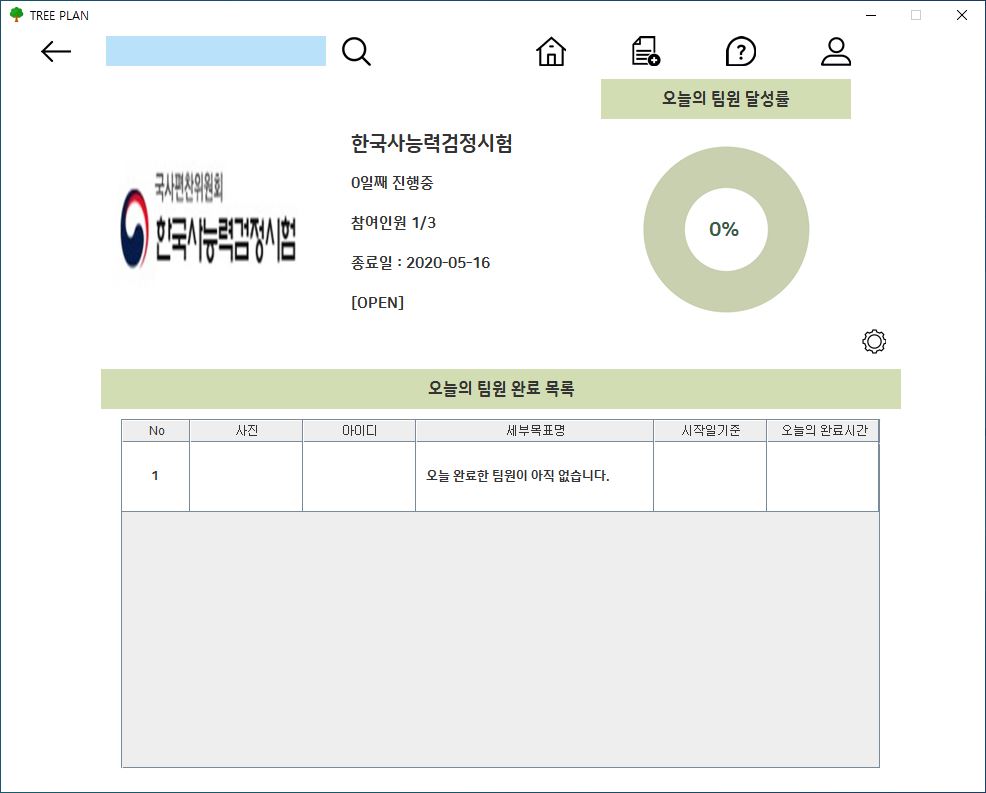 TREE PLAN
오늘의 팀원 달성률
한국사능력검정시험
0일째 진행중
참여인원 1/3
종료일 : 2020-05-16
[OPEN]
국사편찬위원회
한국사능력검정시험
0%
오늘의 팀원 완료 목록
No 사진 아이디 세부목표명 시작일기준 오늘의 완료시간
1 오늘 완료한 팀원이 아직 없습니다.